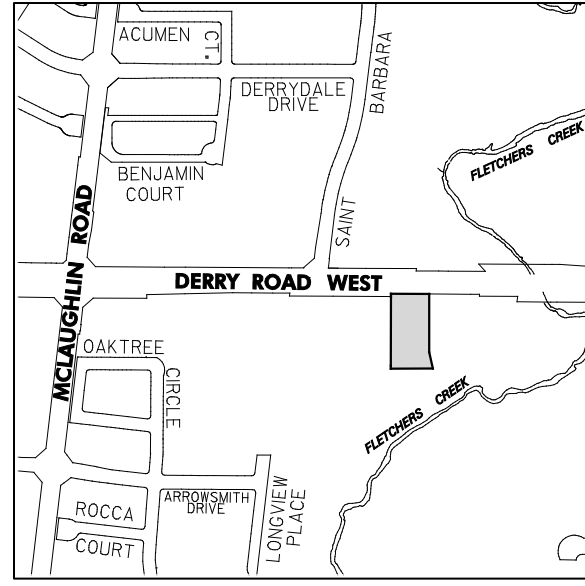 ACUMEN
CT.
DERRYDALE
DRIVE
SAINT BARBARA
BENJAMIN
COURT
FLETCHERS CREEK
MCLAUGHLIN ROAD
DERRY ROAD WEST
OAKTREE
CIRCLE
FLETCHERS CREEK
ARROWSMITH
DRIVE
LONGVIEW
PLACE
ROCCA
COURT